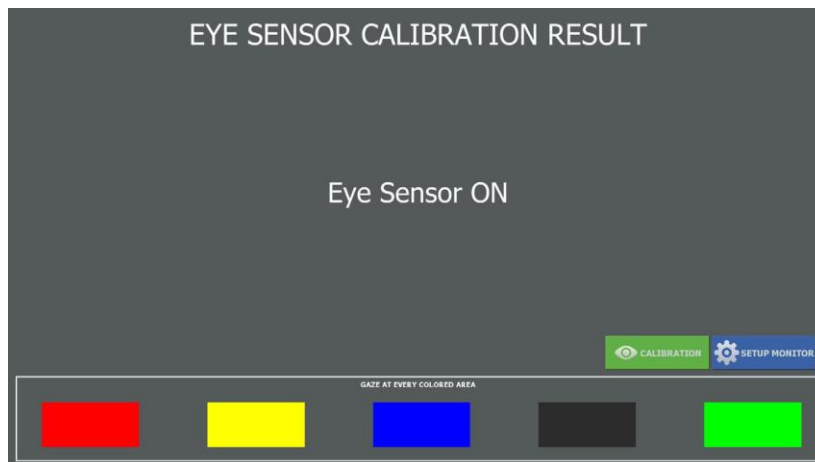 EYE SENSOR CALIBRATION RESULT
Eye Sensor ON
CALIBRATION
SETUP MONITOR
GAZE AT EVERY COLORED AREA